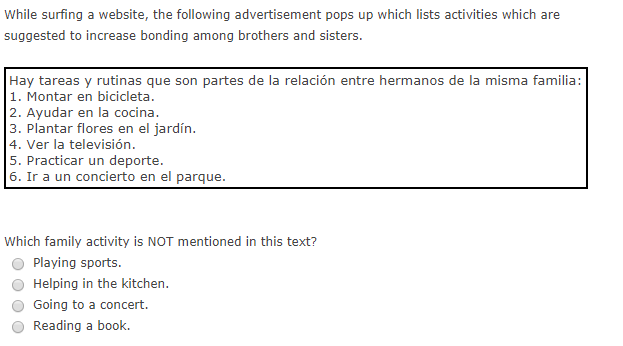 While surfing a website, the following advertisement pops up which lists activities which are
suggested to increase bonding among brothers and sisters.
Hay tareas y rutinas que son partes de la relación entre hermanos de la misma familia:
1. Montar en bicicleta.
2. Ayudar en la cocina.
3. Plantar flores en el jardín.
4. Ver la televisión.
5. Practicar un deporte.
6. Ir a un concierto en el parque.
Which family activity is NOT mentioned in this text?
Playing sports.
Helping in the kitchen.
Going to a concert.
Reading a book.